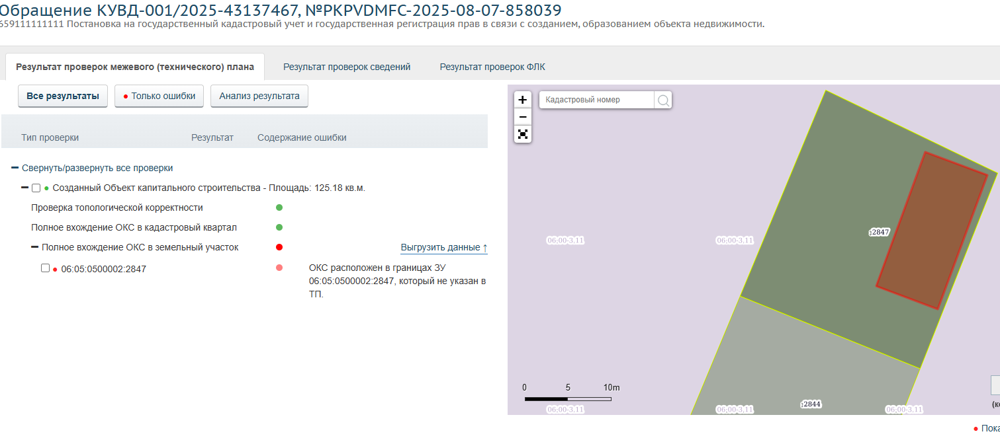 Обращение КУВД-001/2025-43137467, №PKPVDMFC-2025-08-07-858039
659111111111 Постановка на государственный кадастровый учет и государственная регистрация прав в связи с созданием, образованием объекта недвижимости.
Результат проверок межевого (технического) плана
Результат проверок сведений
Результат проверок ФЛК
Все результаты
Только ошибки
Анализ результата
Тип проверки
Результат
Содержание ошибки
Свернуть/развернуть все проверки
Созданный Объект капитального строительства - Площадь: 125.18 кв.м.
Проверка топологической корректности
Полное вхождение ОКС в кадастровый квартал
Полное вхождение ОКС в земельный участок
Выгрузить данные ↑
06:05:0500002:2847
ОКС расположен в границах ЗУ
06:05:0500002:2847, который не указан в
ТП.
+
−
Кадастровый номер
:2847
06:00-3.11
06:00-3.11
0 5 10m
:2844
06:00-3.11
06:00-3.11
06:00-3.11